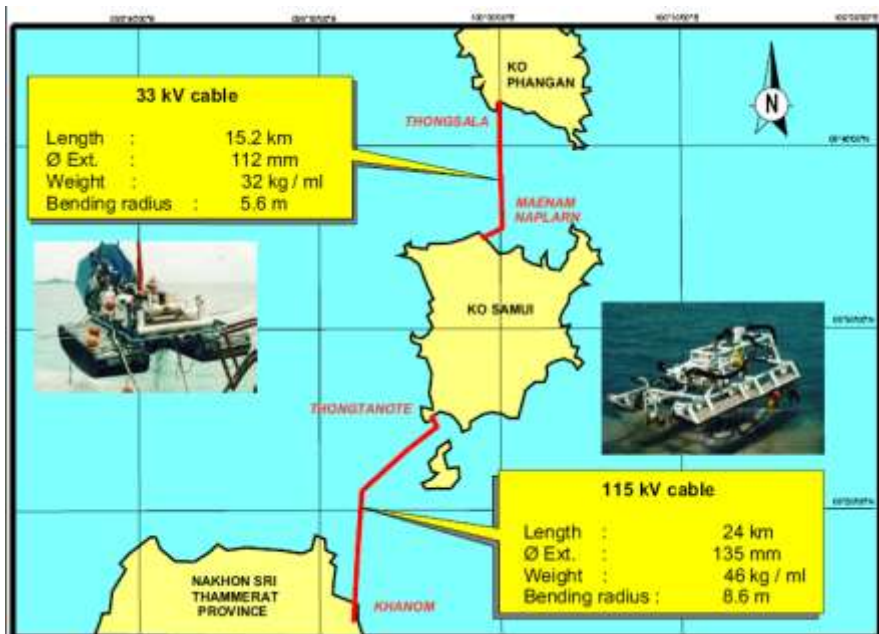 KO
PHANGAN
33 kV cable
Length : 15.2 km
Ø Ext. : 112 mm
Weight : 32 kg / ml
Bending radius : 5.6 m
THONGSALA
N
MAENAM
NAPLARN
KO SAMUI
THONGTANOTE
115 kV cable
Length : 24 km
Ø Ext. : 135 mm
Weight : 46 kg / ml
Bending radius : 8.6 m
NAKHON SRI
THAMMERAT
PROVINCE
KHANOM